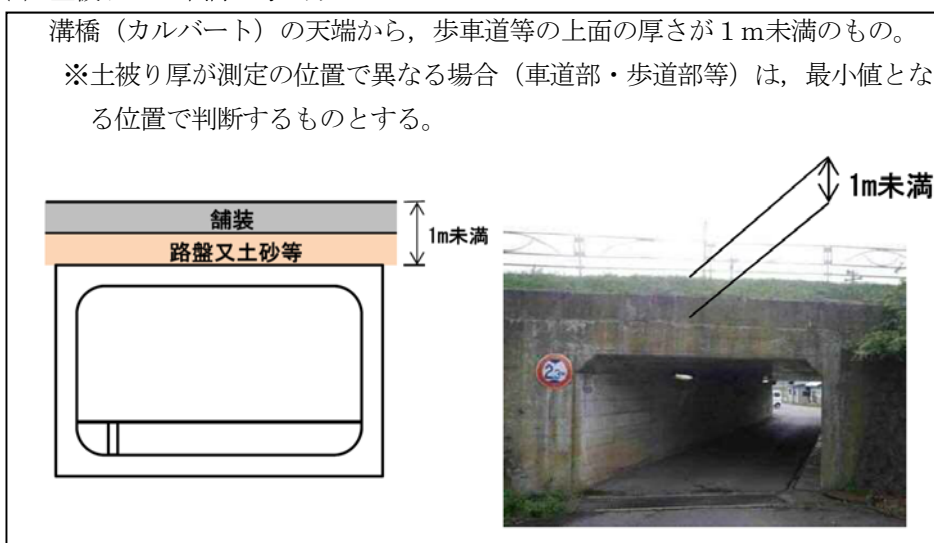 溝橋（カルバート）の天端から，歩車道等の上面の厚さが１ｍ未満のもの。
※土被り厚が測定の位置で異なる場合（車道部・歩道部等）は，最小値とな
る位置で判断するものとする。
1m未満
舗装
1m未満
路盤又土砂等